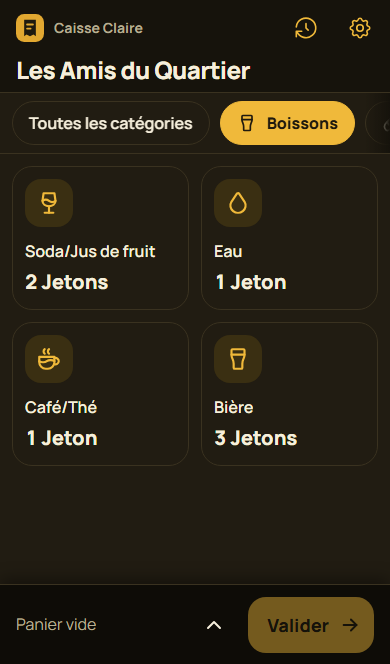 Caisse Claire
Les Amis du Quartier
Toutes les catégories
Boissons
Soda/Jus de fruit
2 Jetons
Eau
1 Jeton
Café/Thé
1 Jeton
Bière
3 Jetons
Panier vide
Valider